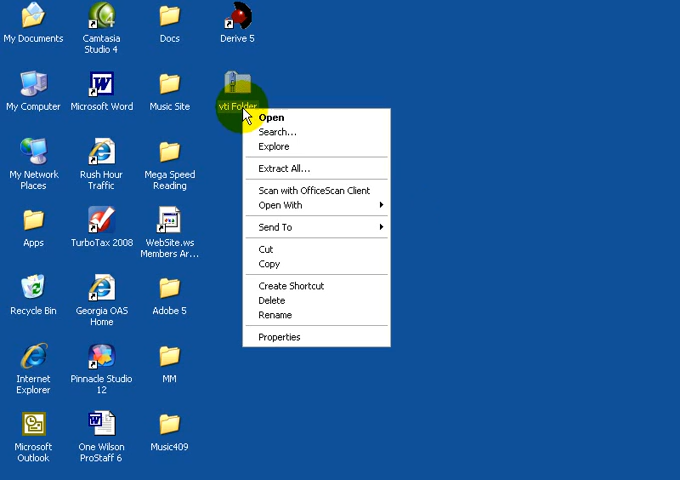 My Documents
Camtasia
Studio 4
Docs
Derive 5
My Computer
Microsoft Word
Music Site
vti Folder
My Network
Places
Rush Hour
Traffic
Mega Speed
Reading
Apps
TurboTax 2008
WebSite.ws
Members Ar...
Recycle Bin
Georgia OAS
Home
Adobe 5
Internet
Explorer
Pinnacle Studio
12
MM
Microsoft
Outlook
One Wilson
ProStaff 6
Music409
Open
Search...
Explore
Extract All...
Scan with OfficeScan Client
Open With
Send To
Cut
Copy
Create Shortcut
Delete
Rename
Properties